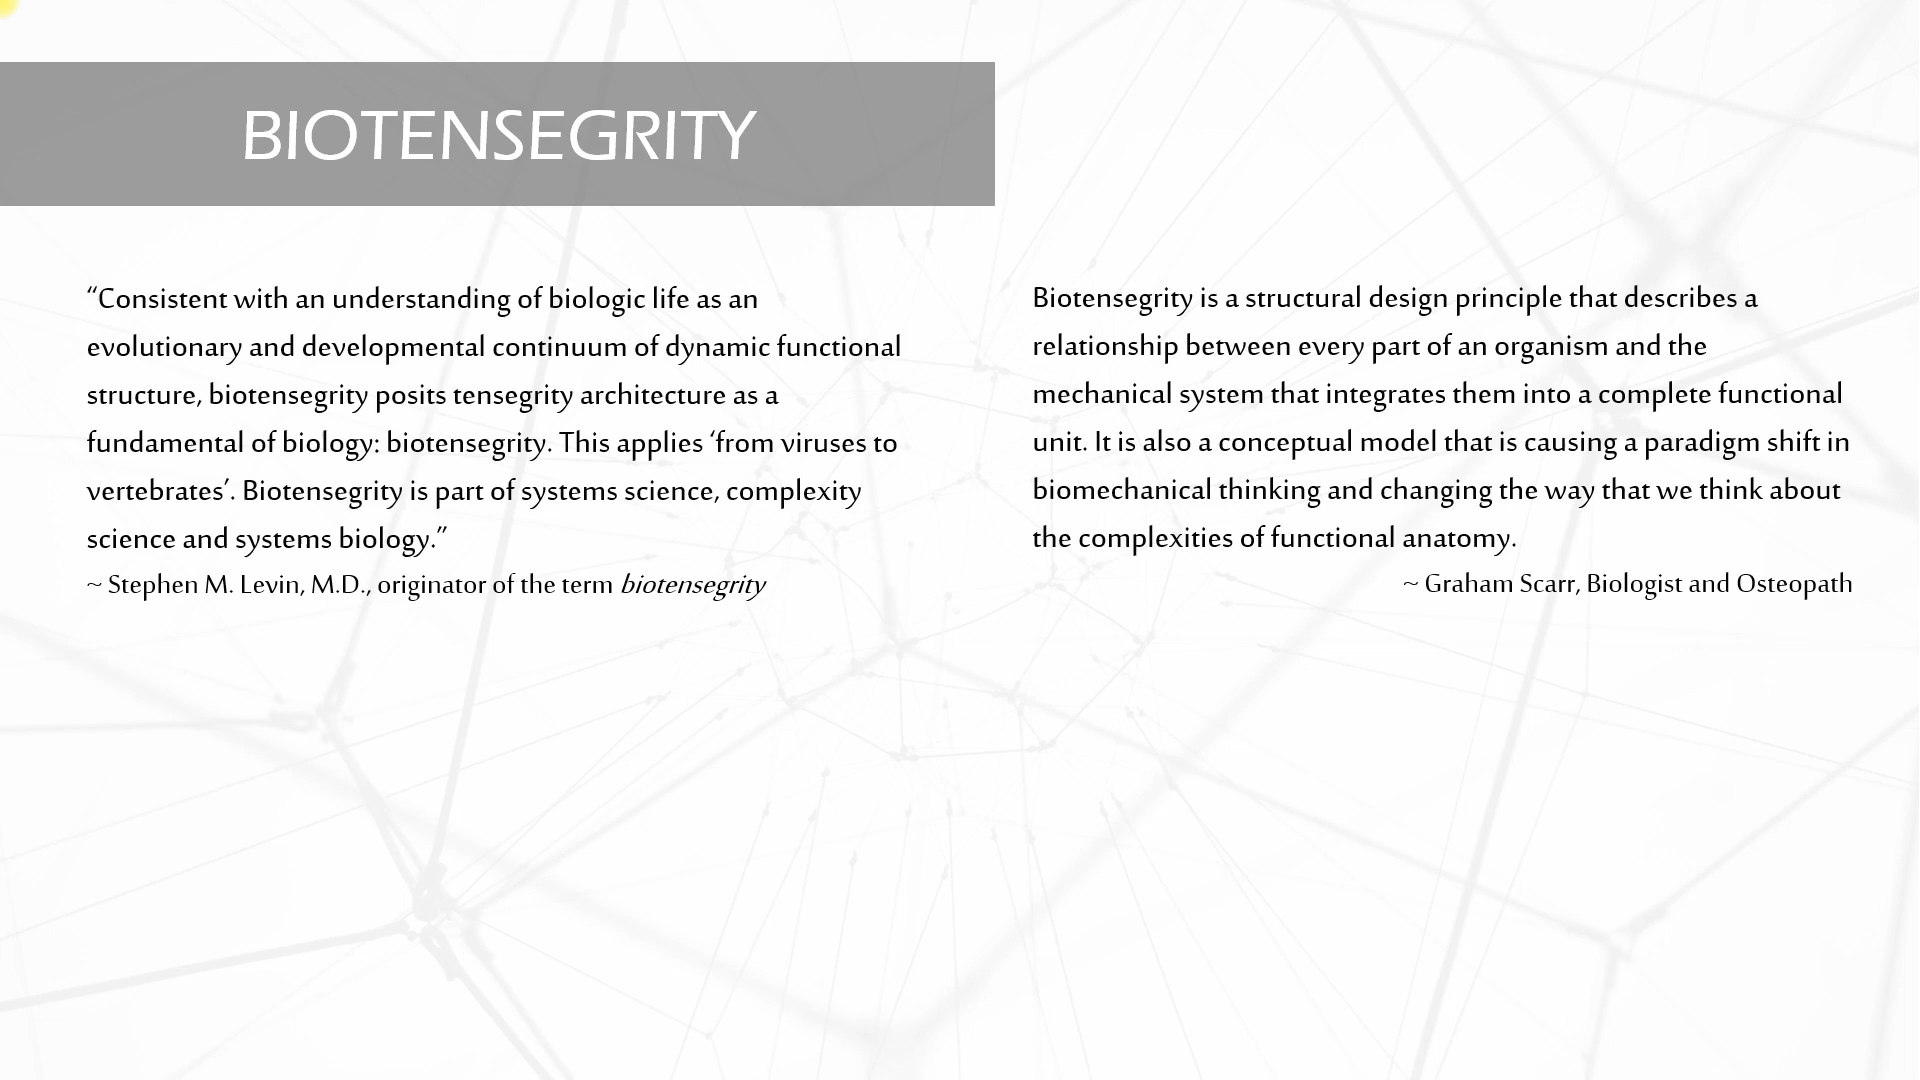 BIOTENSEGRITY
“Consistent with an understanding of biologic life as an
evolutionary and developmental continuum of dynamic functional
structure, biotensegrity posits tensegrity architecture as a
fundamental of biology: biotensegrity. This applies ‘from viruses to
vertebrates’. Biotensegrity is part of systems science, complexity
science and systems biology.”
~ Stephen M. Levin, M.D., originator of the term biotensegrity
Biotensegrity is a structural design principle that describes a
relationship between every part of an organism and the
mechanical system that integrates them into a complete functional
unit. It is also a conceptual model that is causing a paradigm shift in
biomechanical thinking and changing the way that we think about
the complexities of functional anatomy.
~ Graham Scarr, Biologist and Osteopath